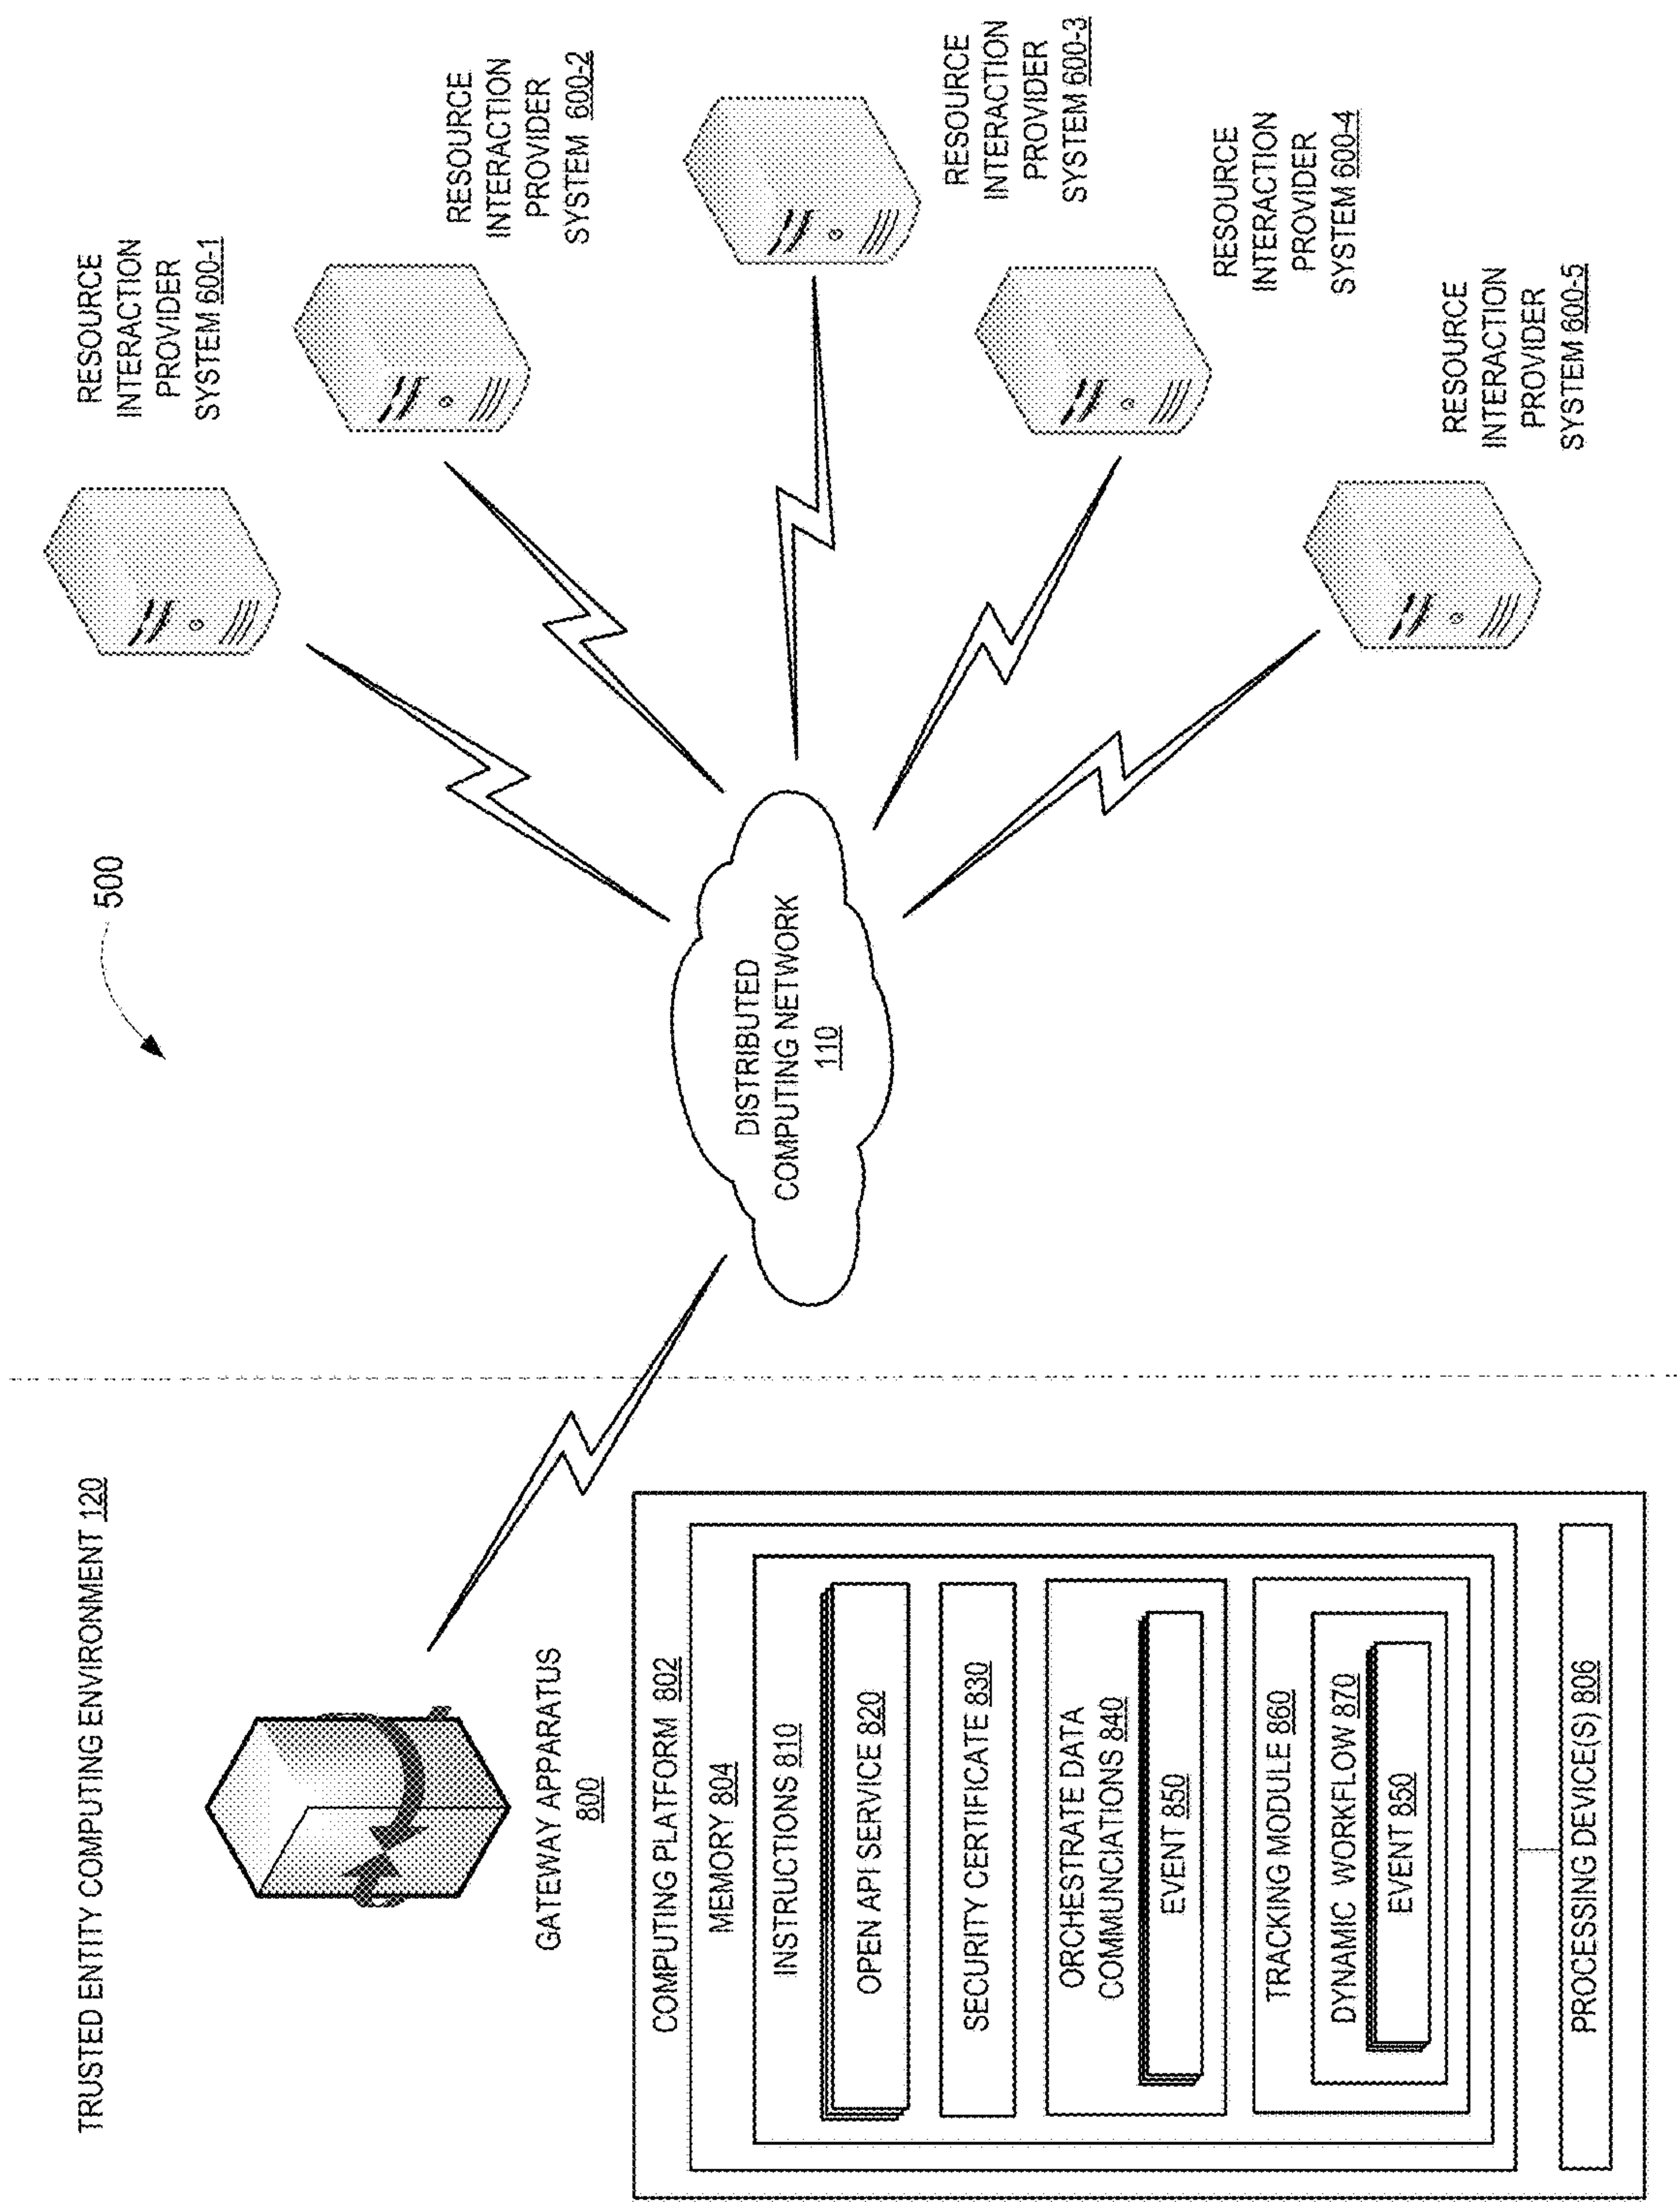 TRUSTED ENTITY COMPUTING ENVIRONMENT 120
GATEWAY APPARATUS
800
COMPUTING PLATFORM 802
MEMORY 804
INSTRUCTIONS 810
OPEN API SERVICE 820
SECURITY CERTIFICATE 830
ORCHESTRATE DATA
COMMUNCIATIONS 840
EVENT 850
TRACKING MODULE 860
DYNAMIC WORKFLOW 870
EVENT 850
PROCESSING DEVICE(S) 806
500
DISTRIBUTED
COMPUTING NETWORK
110
RESOURCE
INTERACTION
PROVIDER
SYSTEM 600-1
RESOURCE
INTERACTION
PROVIDER
SYSTEM 600-2
RESOURCE
INTERACTION
PROVIDER
SYSTEM 600-3
RESOURCE
INTERACTION
PROVIDER
SYSTEM 600-4
RESOURCE
INTERACTION
PROVIDER
SYSTEM 600-5